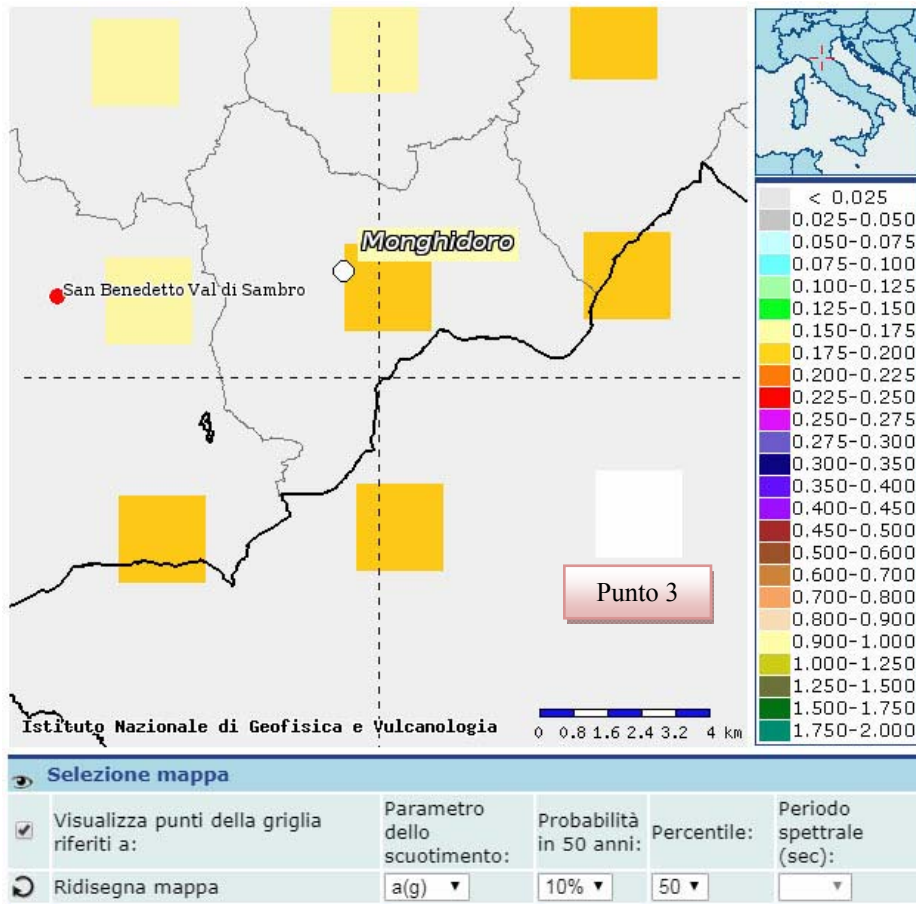 Monghidoro
San Benedetto Val di Sambro
Punto 3
Istituto Nazionale di Geofisica e Vulcanologia
0 0.8 1.6 2.4 3.2 4 km
< 0.025
0.025-0.050
0.050-0.075
0.075-0.100
0.100-0.125
0.125-0.150
0.150-0.175
0.175-0.200
0.200-0.225
0.225-0.250
0.250-0.275
0.275-0.300
0.300-0.350
0.350-0.400
0.400-0.450
0.450-0.500
0.500-0.600
0.600-0.700
0.700-0.800
0.800-0.900
0.900-1.000
1.000-1.250
1.250-1.500
1.500-1.750
1.750-2.000
Selezione mappa
Visualizza punti della griglia
riferiti a:
Parametro
dello
scuotimento:
Probabilità
in 50 anni:
Percentile:
Periodo
spettrale
(sec):
Ridisegna mappa
a(g)
10%
50